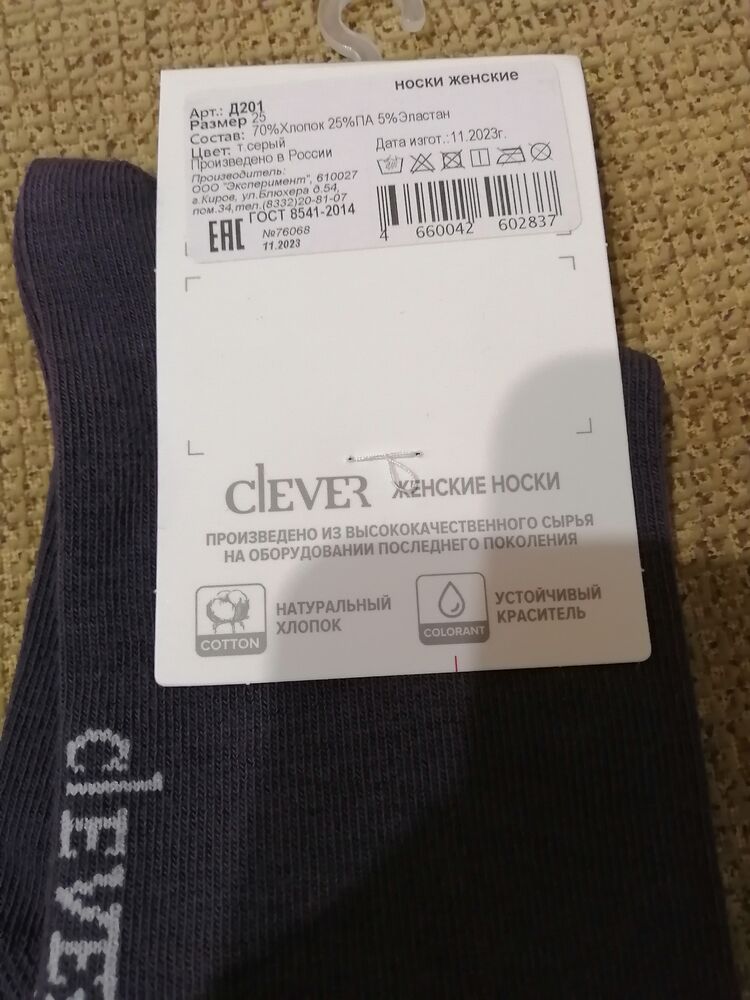 носки женские
Арт.: Д201
Размер 25
Состав: 70%Хлопок 25%ПА 5%Эластан
Цвет: т.серый
Произведено в России
Дата изгот.:11.2023г.
Производитель:
ООО "Эксперимент", 610027
г.Киров, ул.Блюхера д.54,
пом.34,тел.(8332)20-81-07
EAC ГОСТ 8541-2014
№76068
11.2023
4 660042 602837
clever ЖЕНСКИЕ НОСКИ
ПРОИЗВЕДЕНО ИЗ ВЫСОКОКАЧЕСТВЕННОГО СЫРЬЯ
НА ОБОРУДОВАНИИ ПОСЛЕДНЕГО ПОКОЛЕНИЯ
COTTON
НАТУРАЛЬНЫЙ
ХЛОПОК
COLORANT
УСТОЙЧИВЫЙ
КРАСИТЕЛЬ
clEVE